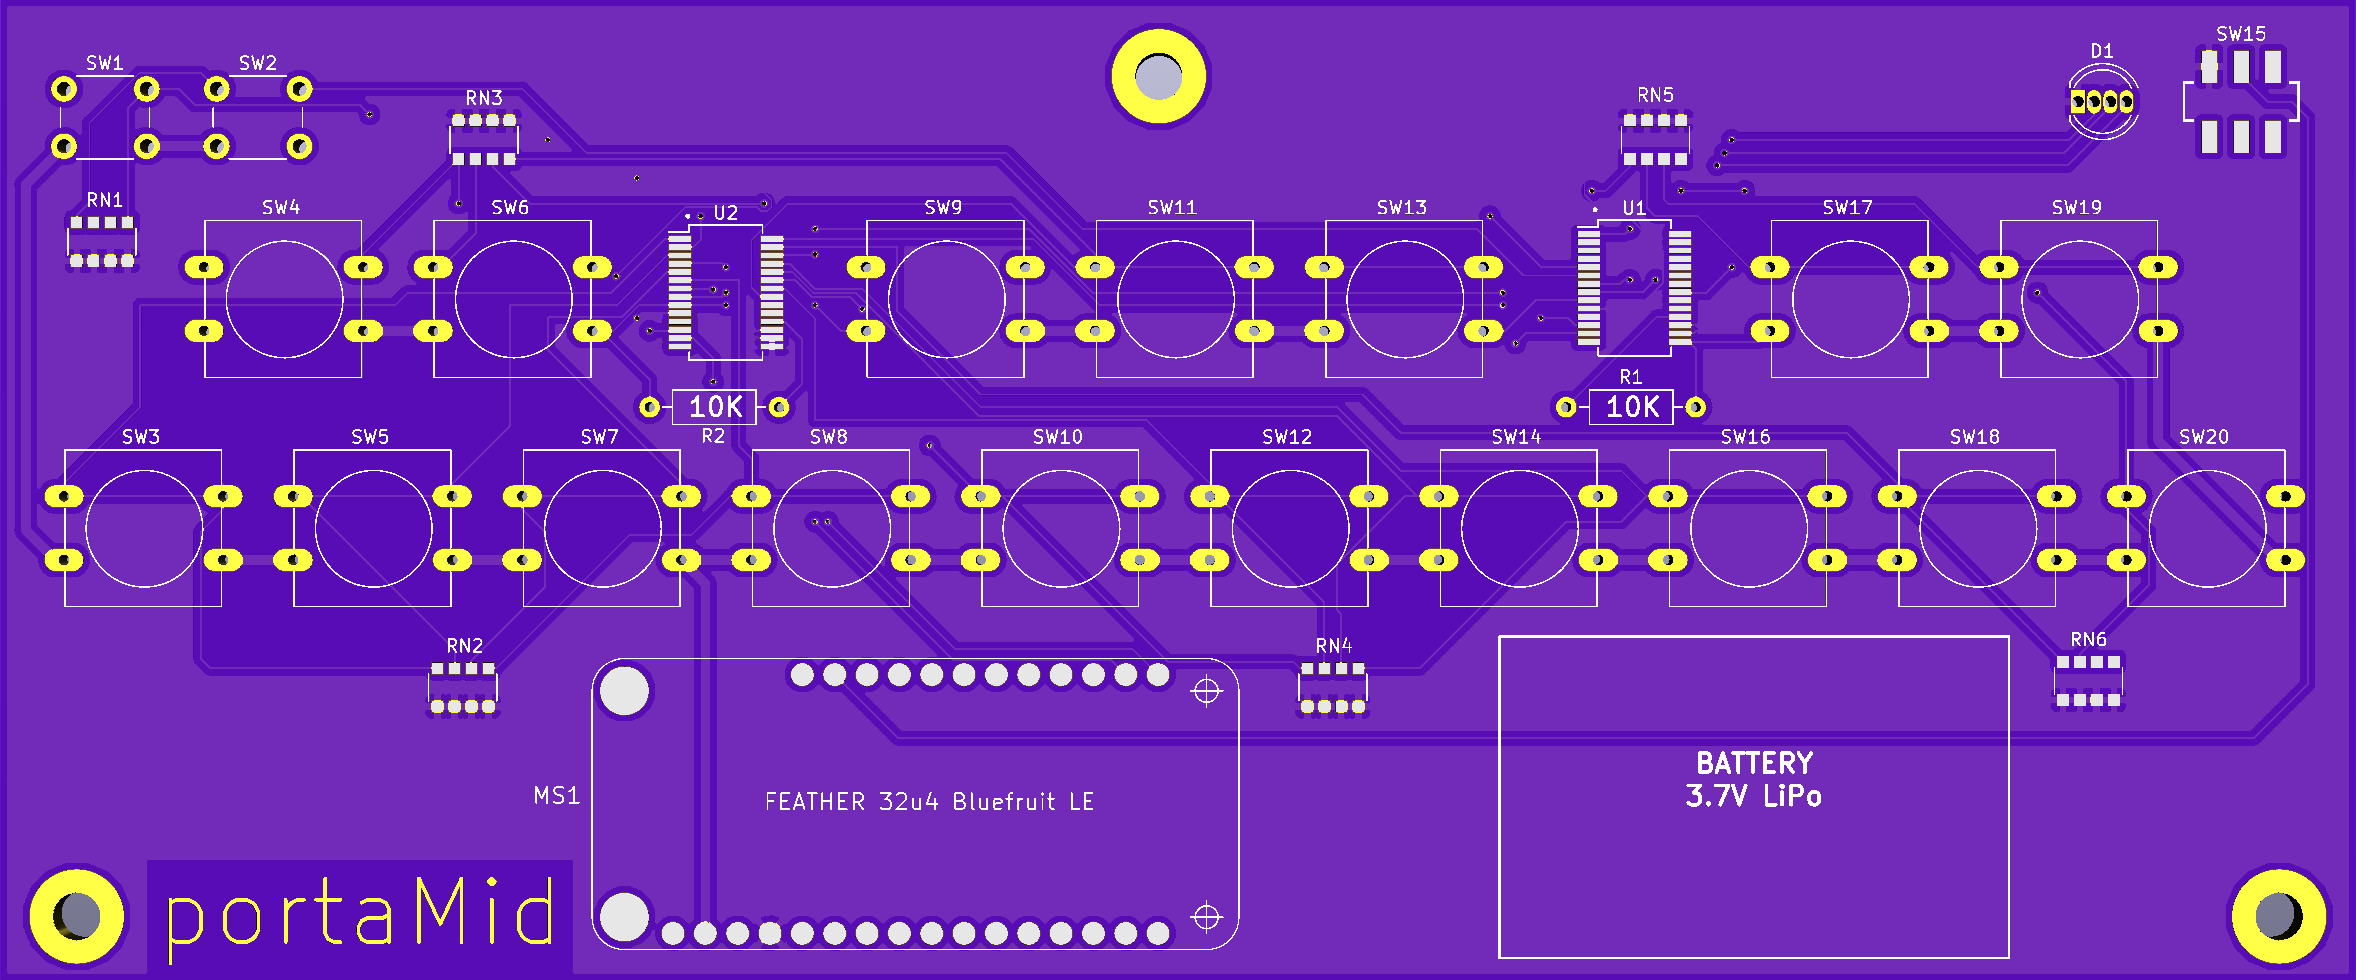 SW1
SW2
RN3
RN5
D1
SW15
RN1
SW4
SW6
U2
SW9
SW11
SW13
U1
SW17
SW19
R1
10K
10K
R2
SW3
SW5
SW7
SW8
SW10
SW12
SW14
SW16
SW18
SW20
RN2
RN4
RN6
MS1
FEATHER 32u4 Bluefruit LE
BATTERY
3.7V LiPo
portaMid